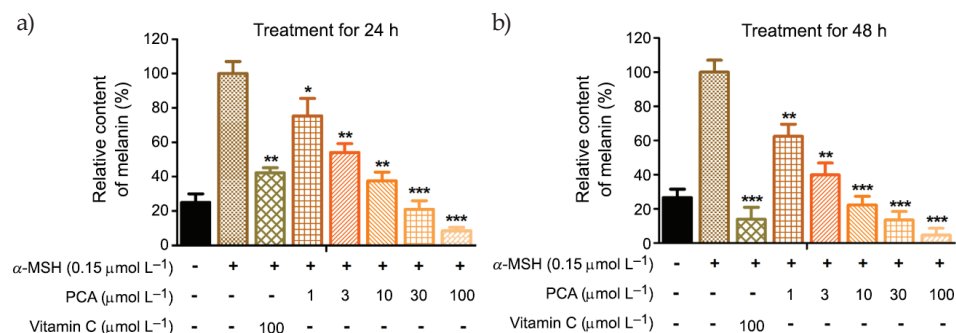 a)
Treatment for 24 h
Relative content
of melanin (%)
120
100
80
60
40
20
0
* ** ** ** *** ***
α-MSH (0.15 μmol L⁻¹) - + + + + + + +
PCA (μmol L⁻¹) - - - 1 3 10 30 100
Vitamin C (μmol L⁻¹) - - 100 - - - - -
b)
Treatment for 48 h
Relative content
of melanin (%)
120
100
80
60
40
20
0
*** ** ** *** *** ***
α-MSH (0.15 μmol L⁻¹) - + + + + + + +
PCA (μmol L⁻¹) - - - 1 3 10 30 100
Vitamin C (μmol L⁻¹) - - 100 - - - - -